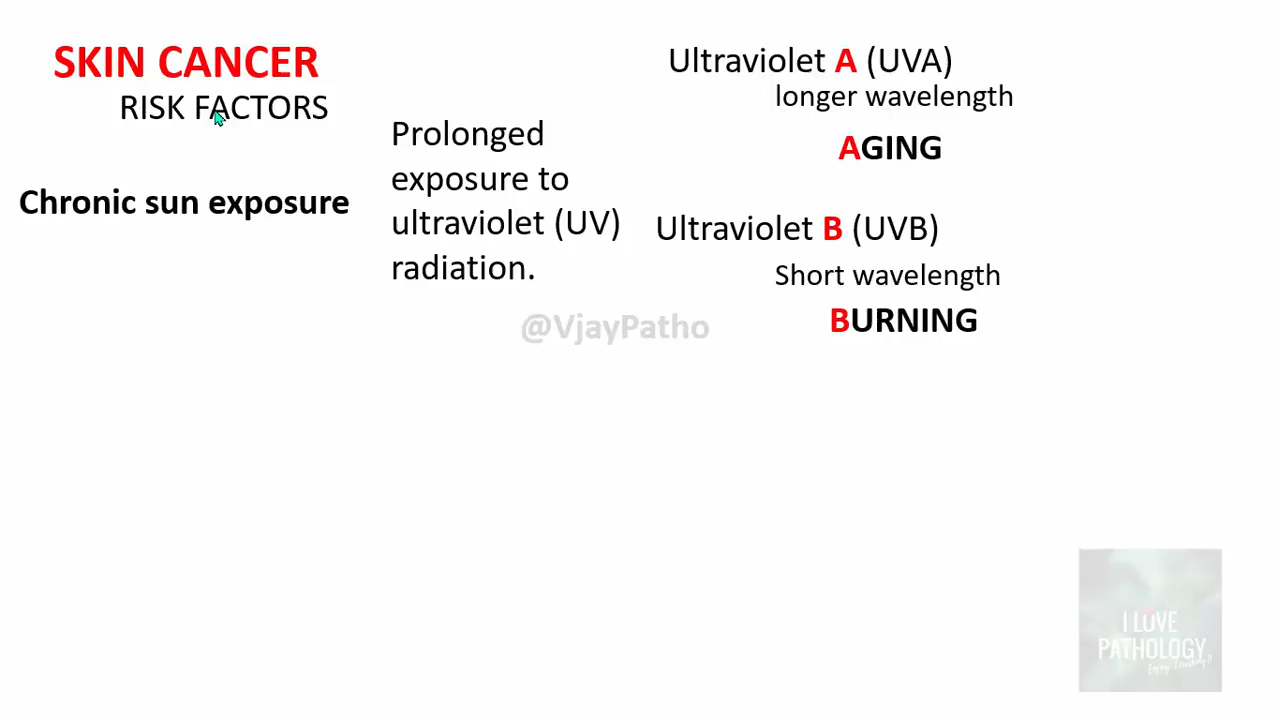 SKIN CANCER
RISK FACTORS
Chronic sun exposure
Prolonged
exposure to
ultraviolet (UV)
radiation.
Ultraviolet A (UVA)
longer wavelength
AGING
Ultraviolet B (UVB)
Short wavelength
BURNING
@VjayPatho
I LOVE
PATHOLOGY